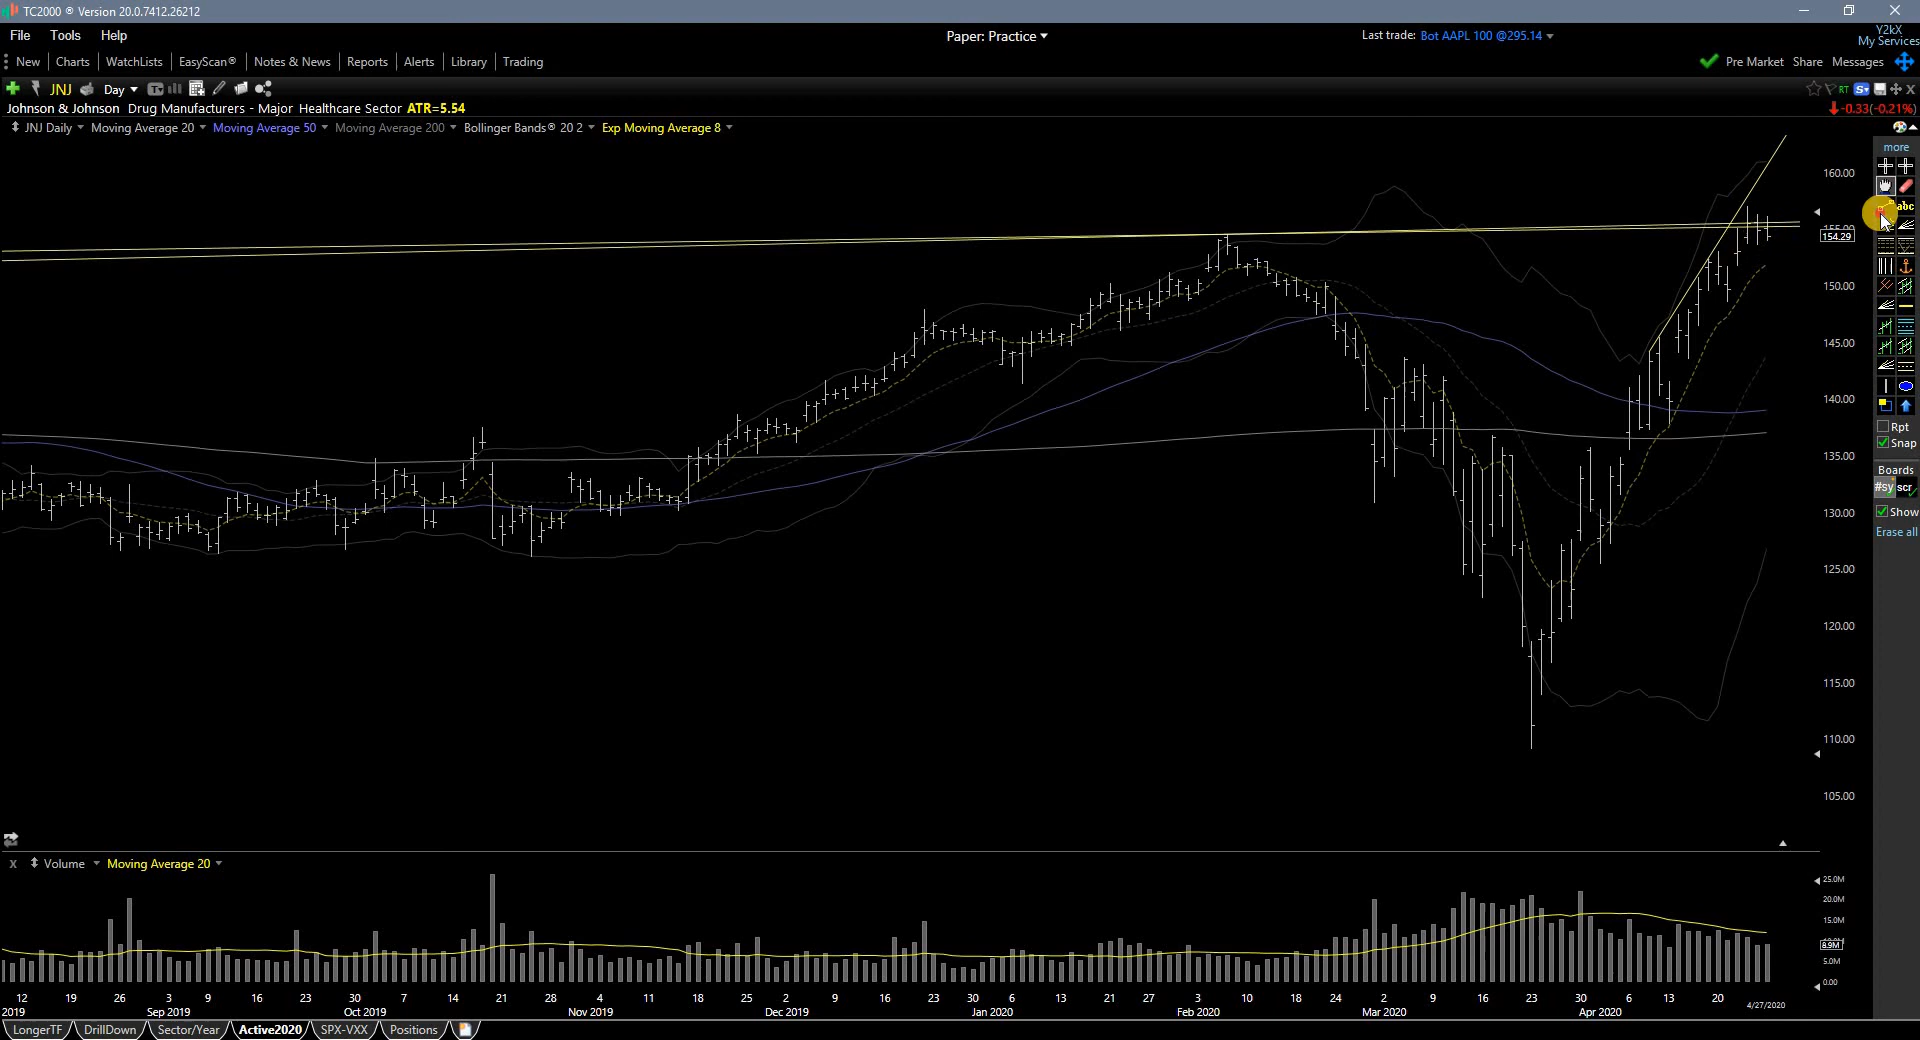 TC2000 ® Version 20.0.7412.26212
File Tools Help Paper: Practice Last trade: Bot AAPL 100 @295.14 Y2kX
My Services
New Charts WatchLists EasyScan® Notes & News Reports Alerts Library Trading Pre Market Share Messages
JNJ Day RT
Johnson & Johnson Drug Manufacturers - Major Healthcare Sector ATR=5.54 -0.33(-0.21%)
JNJ Daily Moving Average 20 Moving Average 50 Moving Average 200 Bollinger Bands® 20 2 Exp Moving Average 8
more
160.00
abc
154.29
150.00
145.00
140.00
Rpt
Snap
135.00
Boards
#sy scr
130.00
Show
Erase all
125.00
120.00
115.00
110.00
105.00
X Volume Moving Average 20
25.0M
20.0M
15.0M
8.9M
5.0M
0.00
12 19 26 3 9 16 23 30 7 14 21 28 4 11 18 25 2 9 16 23 30 6 13 21 27 3 10 18 24 2 9 16 23 30 6 13 20 4/27/2020
2019 Sep 2019 Oct 2019 Nov 2019 Dec 2019 Jan 2020 Feb 2020 Mar 2020 Apr 2020
LongerTF DrillDown Sector/Year Active2020 SPX-VXX Positions